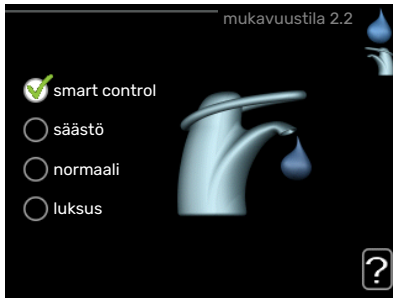 mukavuustila 2.2
smart control
säästö
normaali
luksus
?